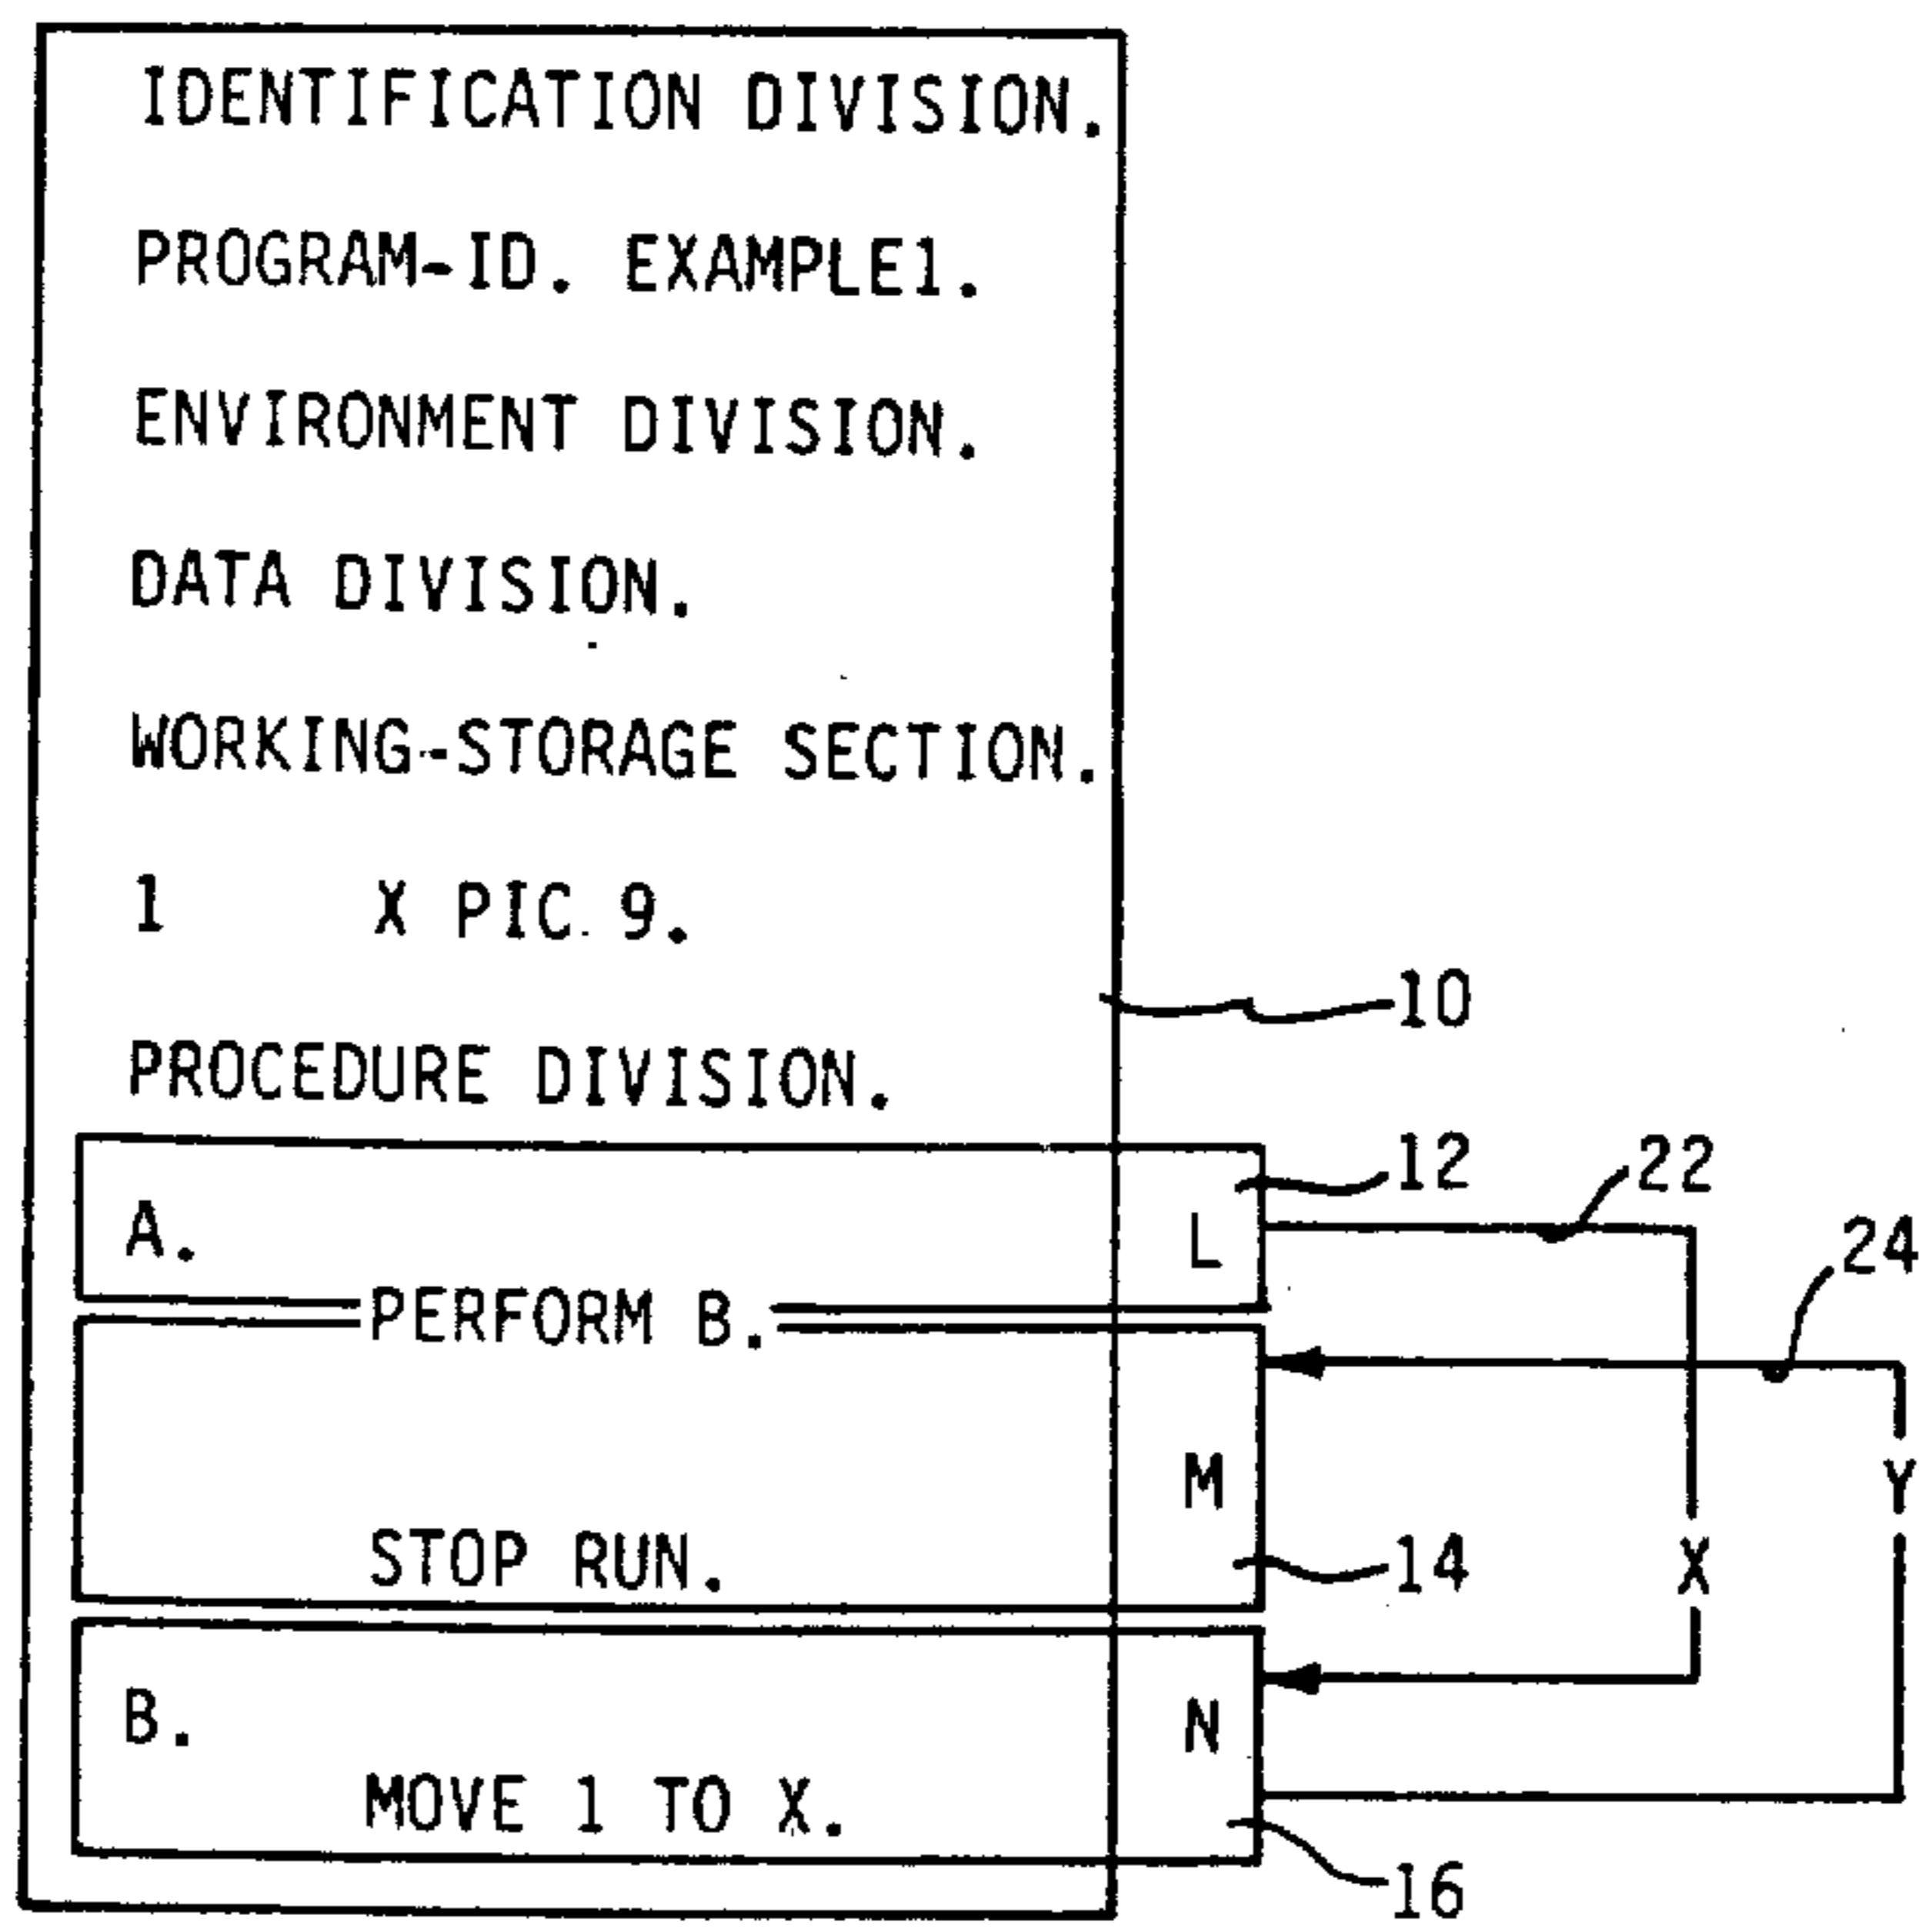 IDENTIFICATION DIVISION.
PROGRAM-ID. EXAMPLE1.
ENVIRONMENT DIVISION.
DATA DIVISION.
WORKING-STORAGE SECTION.
1 X PIC 9.
10
PROCEDURE DIVISION.
12
22
A. L
24
PERFORM B.
M
Y
STOP RUN.
14
X
B. N
MOVE 1 TO X.
16